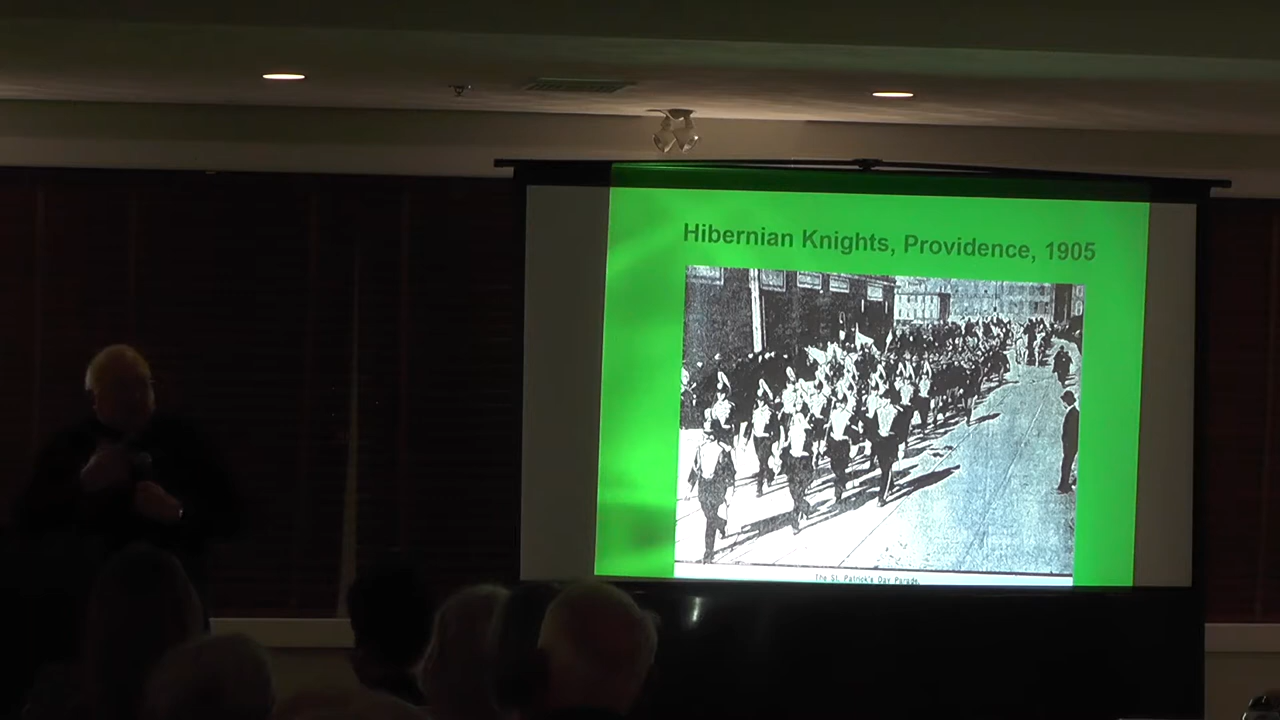 Hibernian Knights, Providence, 1905
The St. Patrick's Day Parade.